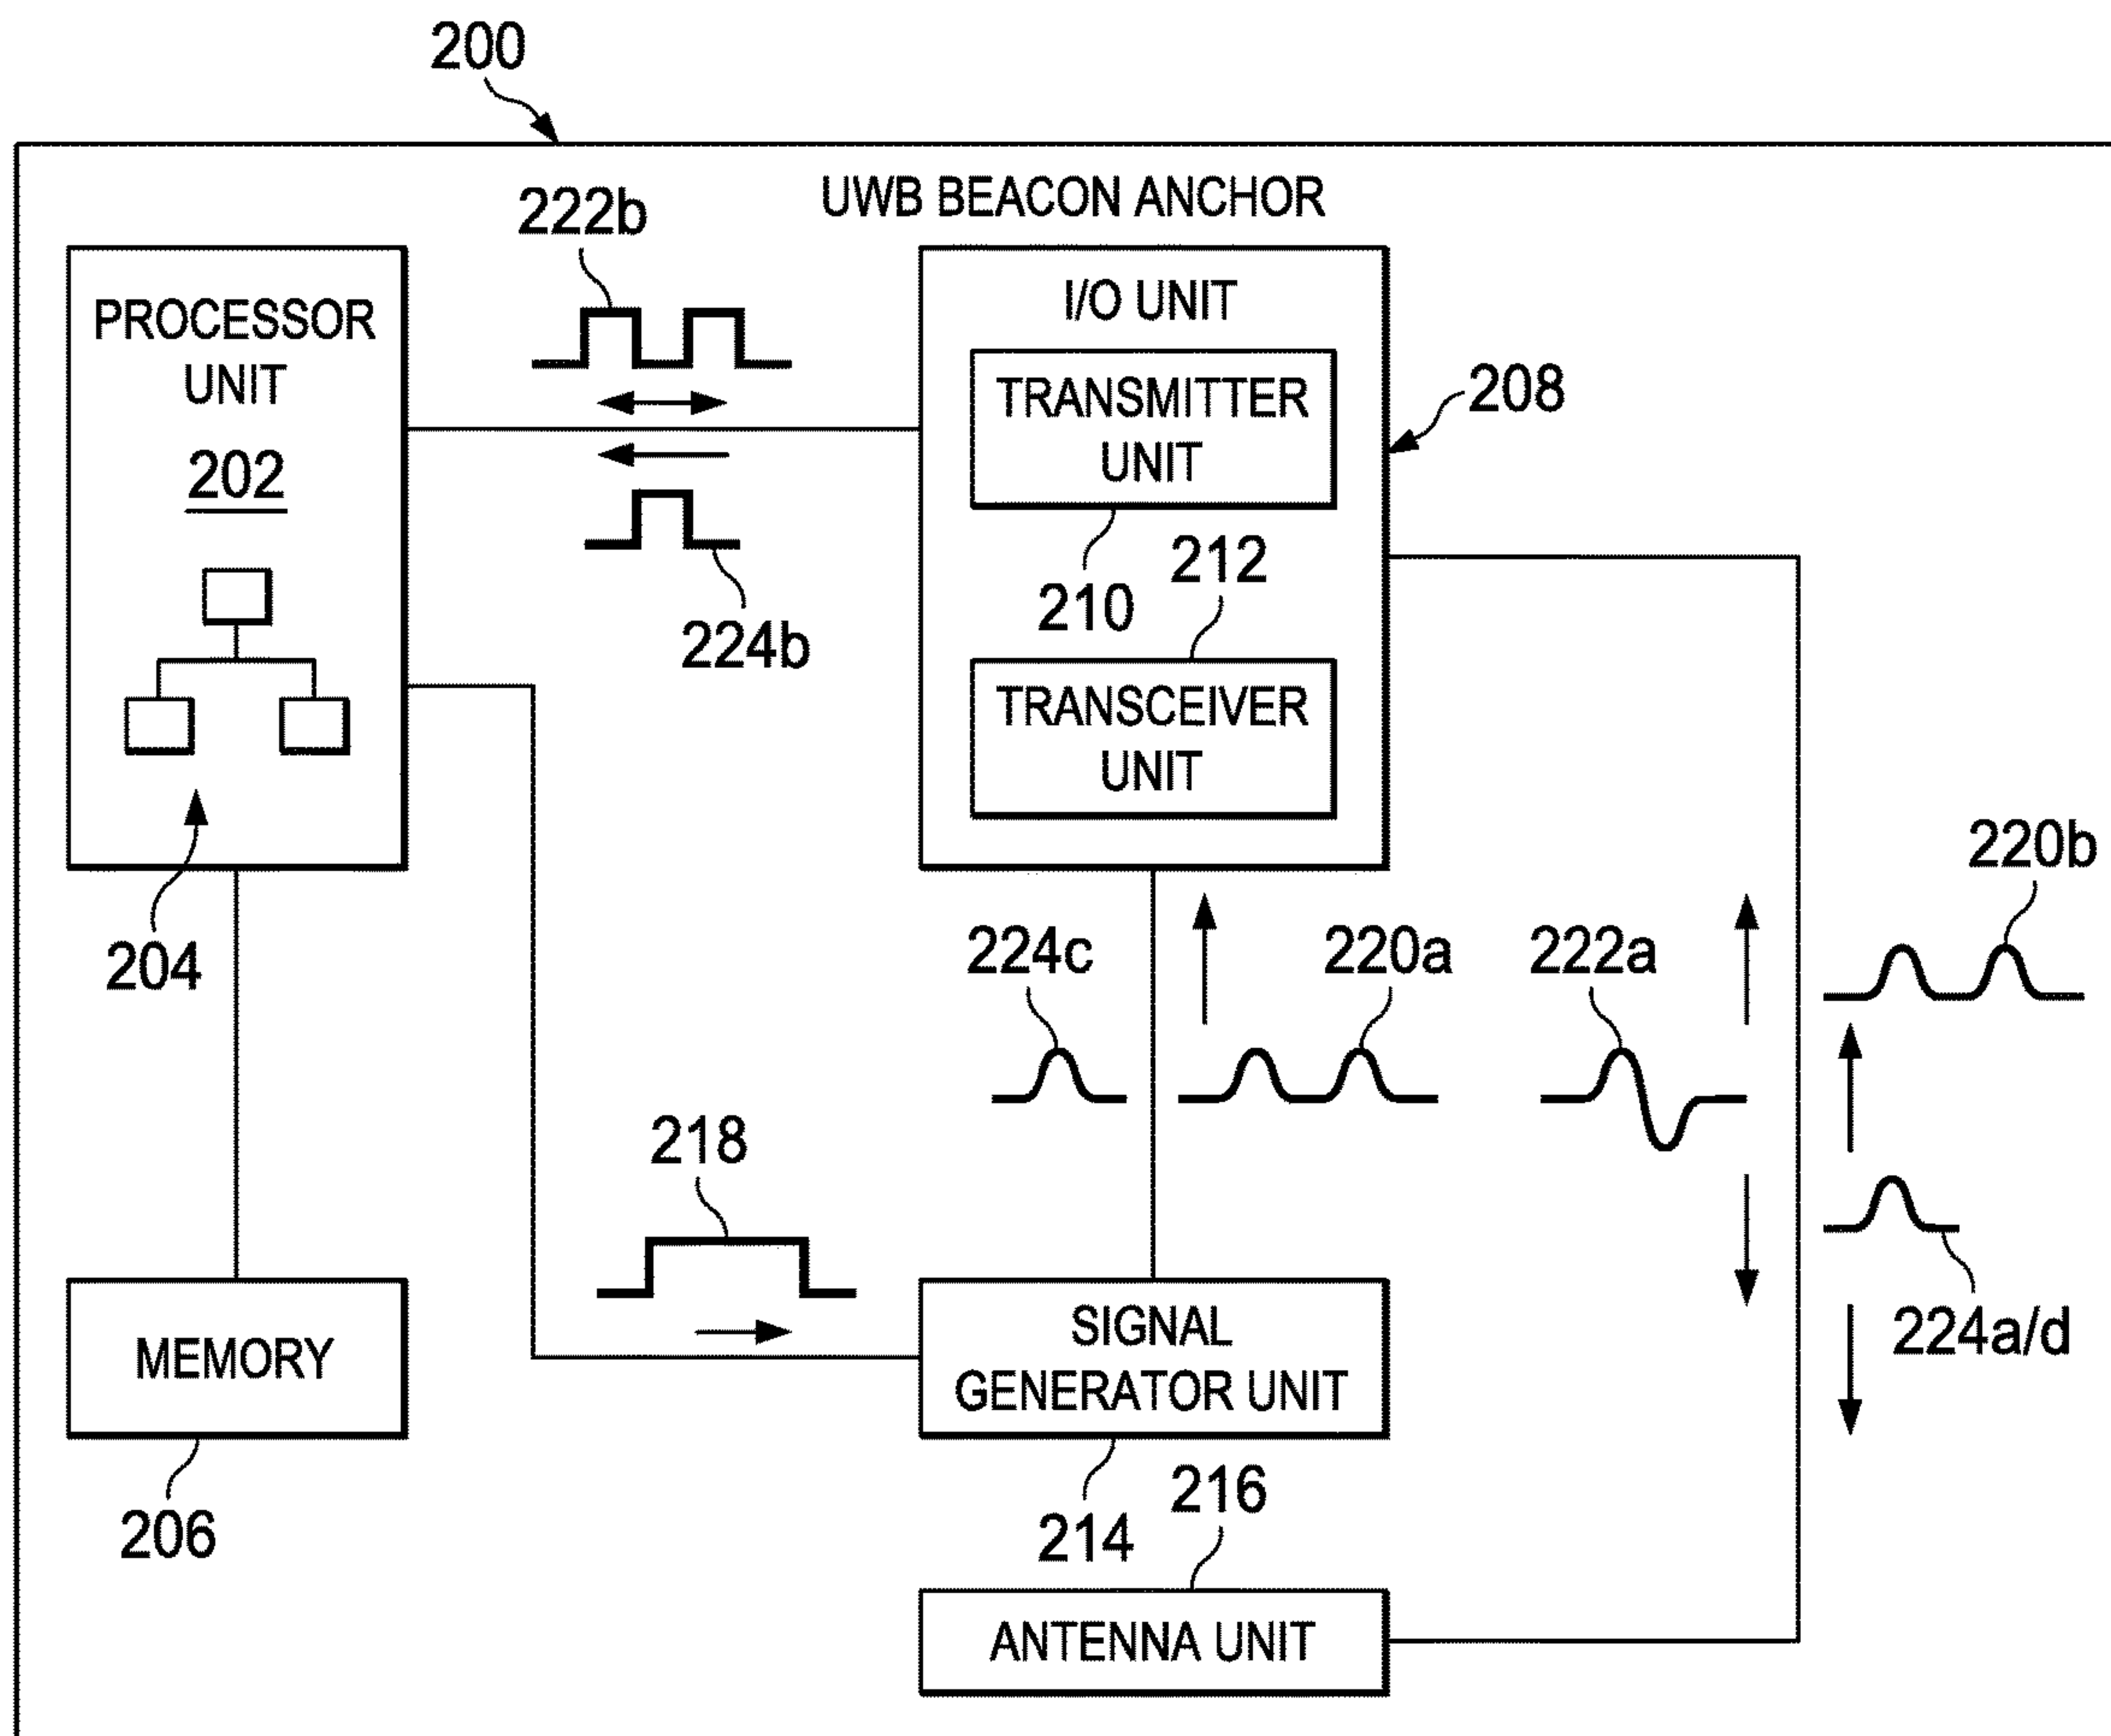 200
UWB BEACON ANCHOR
222b
PROCESSOR
UNIT
202
I/O UNIT
TRANSMITTER
UNIT
208
224b
210
212
TRANSCEIVER
UNIT
204
224c
220a
222a
220b
218
224a/d
MEMORY
206
SIGNAL
GENERATOR UNIT
214
216
ANTENNA UNIT